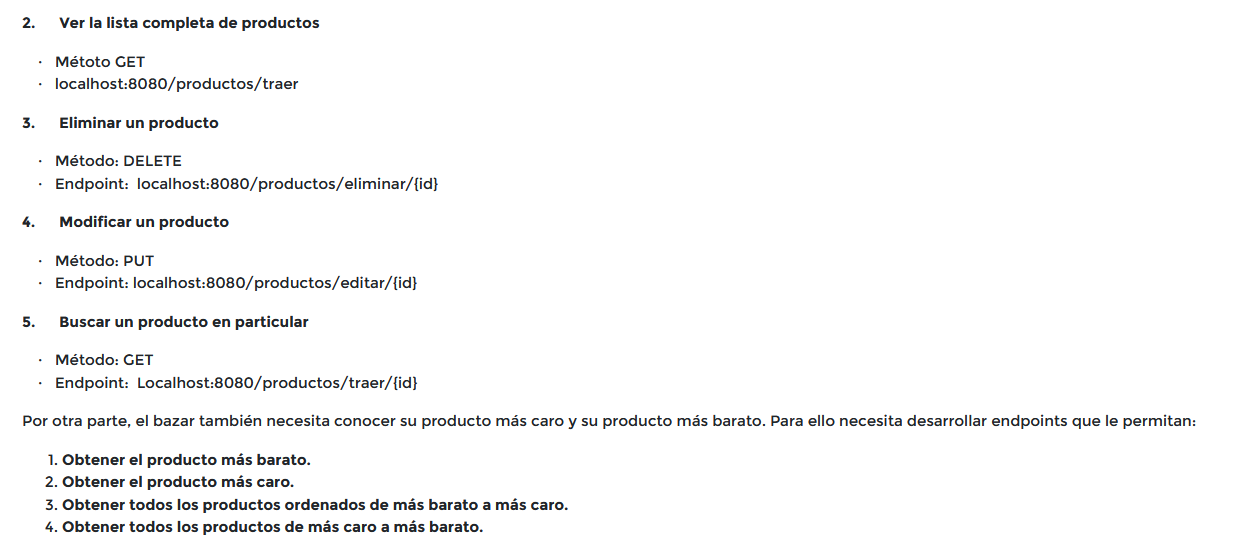 2. Ver la lista completa de productos
· Métoto GET
· localhost:8080/productos/traer
3. Eliminar un producto
· Método: DELETE
· Endpoint: localhost:8080/productos/eliminar/{id}
4. Modificar un producto
· Método: PUT
· Endpoint: localhost:8080/productos/editar/{id}
5. Buscar un producto en particular
· Método: GET
· Endpoint: Localhost:8080/productos/traer/{id}
Por otra parte, el bazar también necesita conocer su producto más caro y su producto más barato. Para ello necesita desarrollar endpoints que le permitan:
1. Obtener el producto más barato.
2. Obtener el producto más caro.
3. Obtener todos los productos ordenados de más barato a más caro.
4. Obtener todos los productos de más caro a más barato.